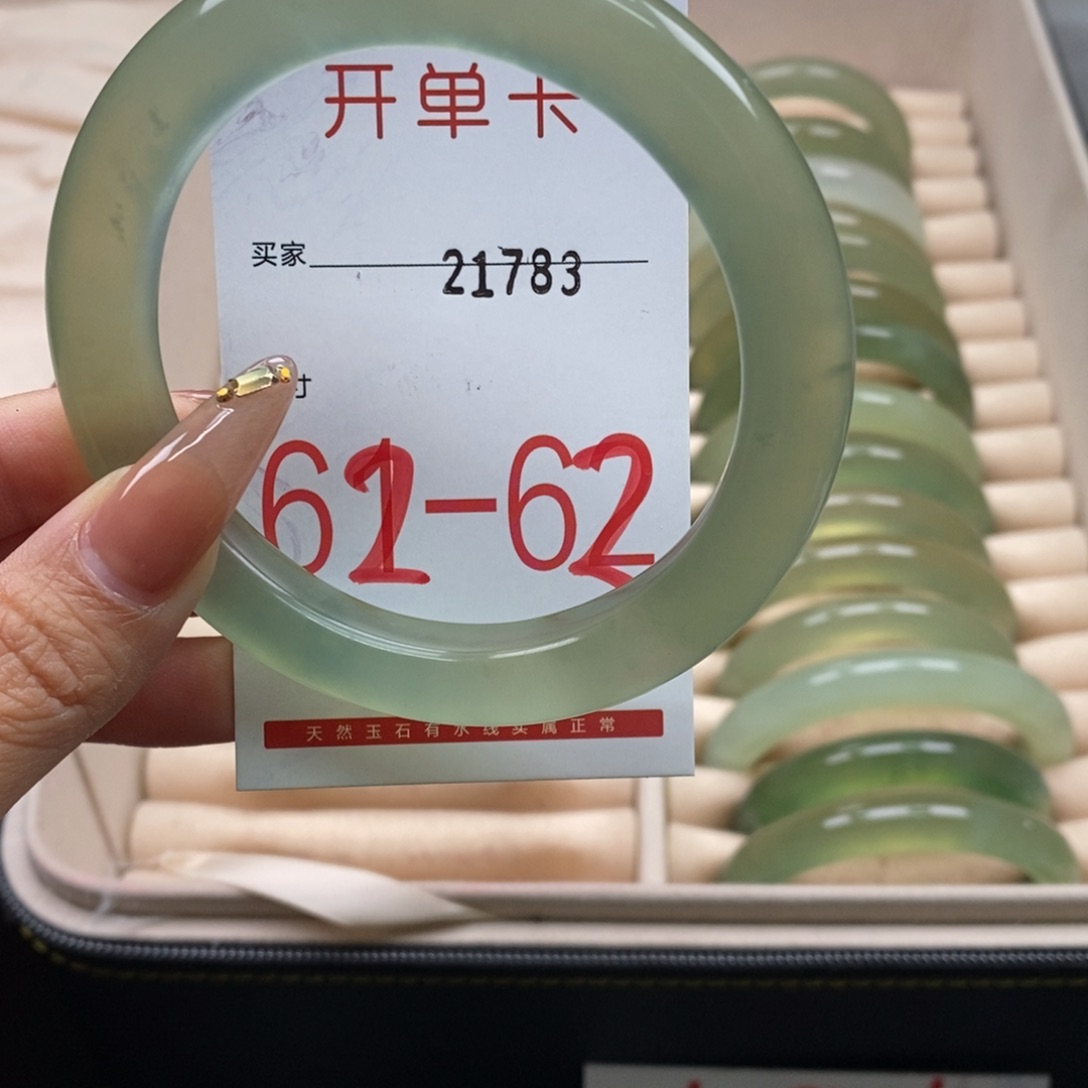 开单卡
买家 21783
寸
61-62
天然玉石有水线实属正常